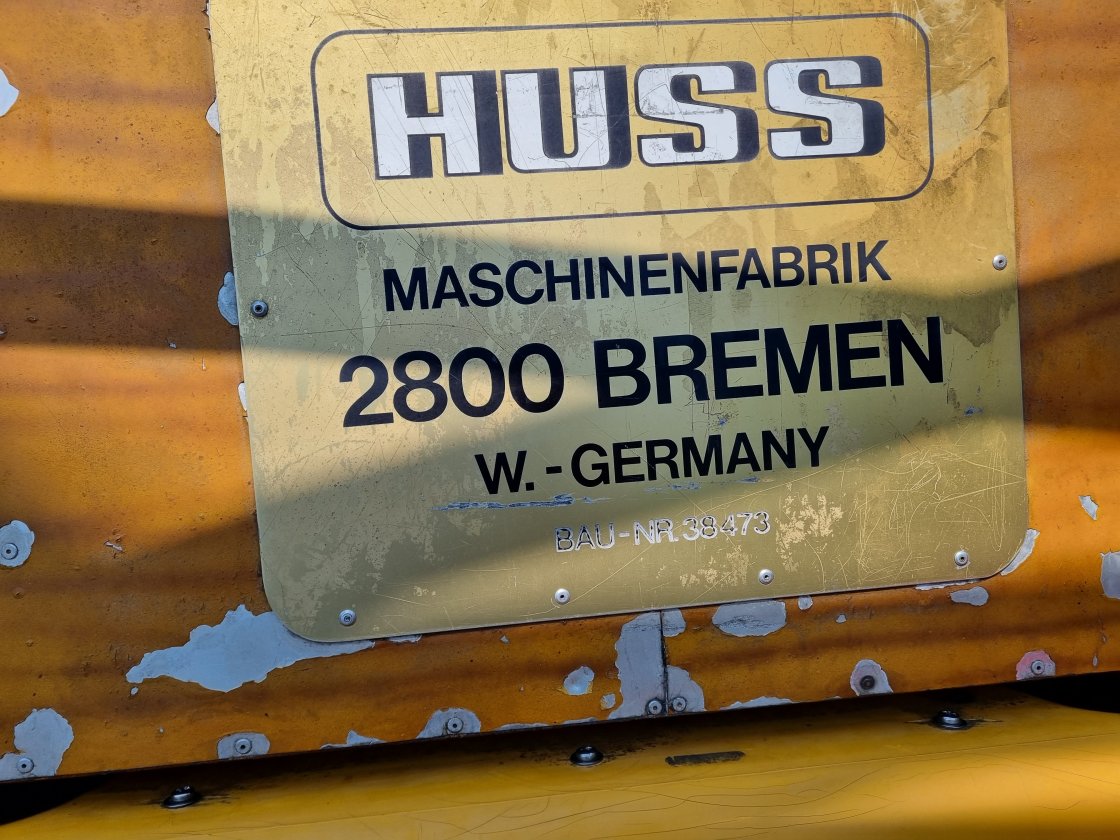 HUSS
MASCHINENFABRIK
2800 BREMEN
W.-GERMANY
BAU-NR.38473